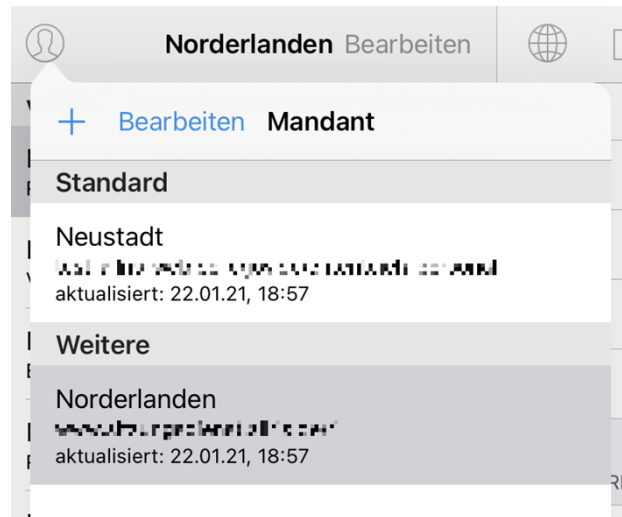 Norderlanden Bearbeiten
+ Bearbeiten Mandant
Standard
Neustadt
aktualisiert: 22.01.21, 18:57
Weitere
Norderlanden
aktualisiert: 22.01.21, 18:57